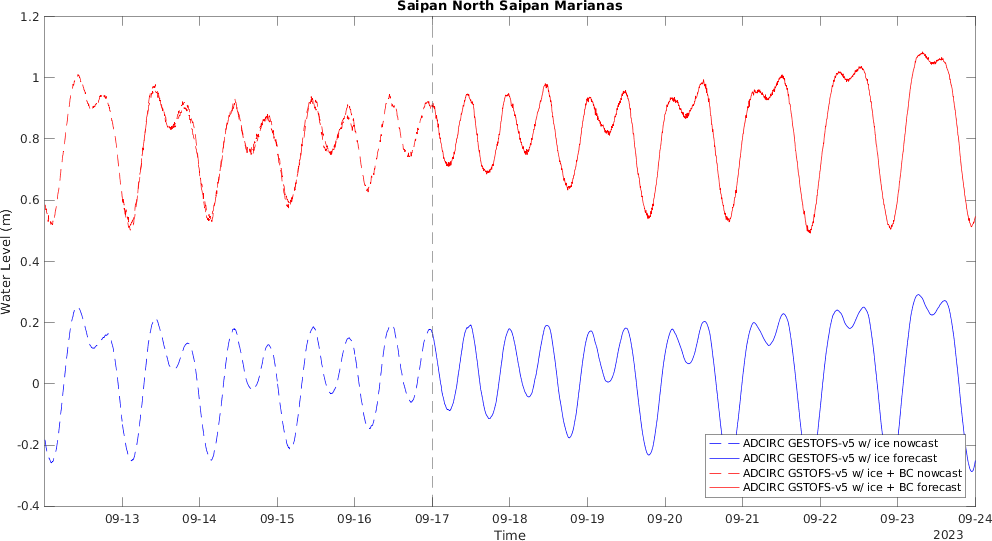 Saipan North Saipan Marianas
Water Level (m)
1.2
1
0.8
0.6
0.4
0.2
0
-0.2
-0.4
ADCIRC GESTOFS-v5 w/ ice nowcast
ADCIRC GESTOFS-v5 w/ ice forecast
ADCIRC GSTOFS-v5 w/ ice + BC nowcast
ADCIRC GSTOFS-v5 w/ ice + BC forecast
09-13 09-14 09-15 09-16 09-17 09-18 09-19 09-20 09-21 09-22 09-23 09-24
Time
2023